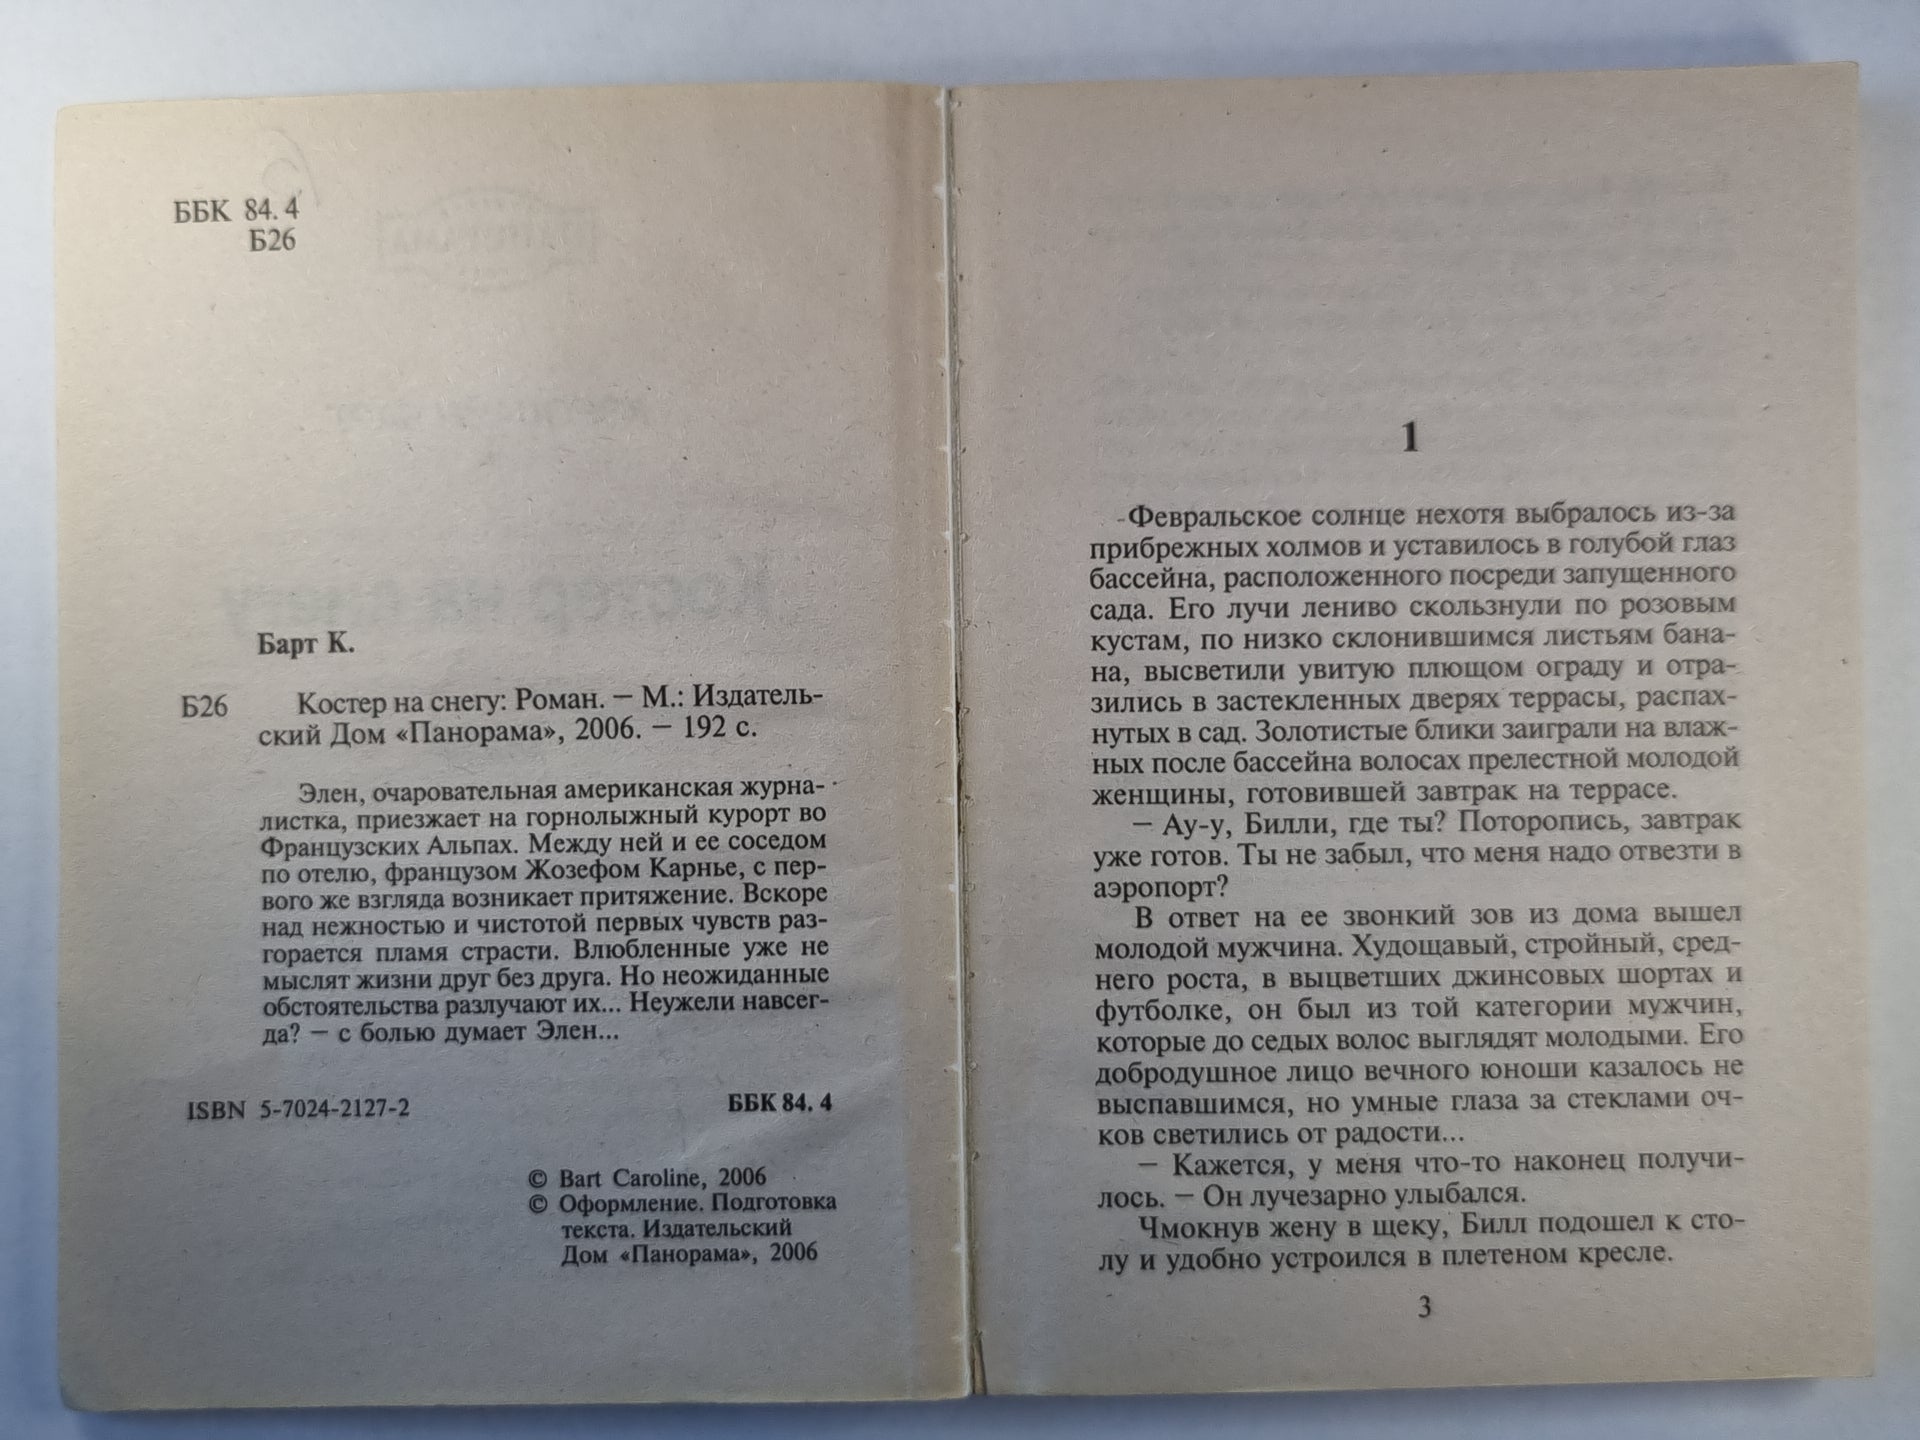 ББК 84. 4
Б26
Барт К.
Б26 Костер на снегу: Роман. — М.: Издатель-
ский Дом «Панорама», 2006. — 192 с.
Элен, очаровательная американская журна-
листка, приезжает на горнолыжный курорт во
Французских Альпах. Между ней и ее соседом
по отелю, французом Жозефом Карнье, с пер-
вого же взгляда возникает притяжение. Вскоре
над нежностью и чистотой первых чувств раз-
горается пламя страсти. Влюбленные уже не
мыслят жизни друг без друга. Но неожиданные
обстоятельства разлучают их... Неужели навсег-
да? — с болью думает Элен...
ISBN 5-7024-2127-2 ББК 84. 4
© Bart Caroline, 2006
© Оформление. Подготовка
текста. Издательский
Дом «Панорама», 2006
1
Февральское солнце нехотя выбралось из-за
прибрежных холмов и уставилось в голубой глаз
бассейна, расположенного посреди запущенного
сада. Его лучи лениво скользнули по розовым
кустам, по низко склонившимся листьям бана-
на, высветили увитую плющом ограду и отра-
зились в застекленных дверях террасы, распах-
нутых в сад. Золотистые блики заиграли на влаж-
ных после бассейна волосах прелестной молодой
женщины, готовившей завтрак на террасе.
— Ау-у, Билли, где ты? Поторопись, завтрак
уже готов. Ты не забыл, что меня надо отвезти в
аэропорт?
В ответ на ее звонкий зов из дома вышел
молодой мужчина. Худощавый, стройный, сред-
него роста, в выцветших джинсовых шортах и
футболке, он был из той категории мужчин,
которые до седых волос выглядят молодыми. Его
добродушное лицо вечного юноши казалось не
выспавшимся, но умные глаза за стеклами оч-
ков светились от радости...
— Кажется, у меня что-то наконец получи-
лось. — Он лучезарно улыбался.
Чмокнув жену в щеку, Билл подошел к сто-
лу и удобно устроился в плетеном кресле.
3